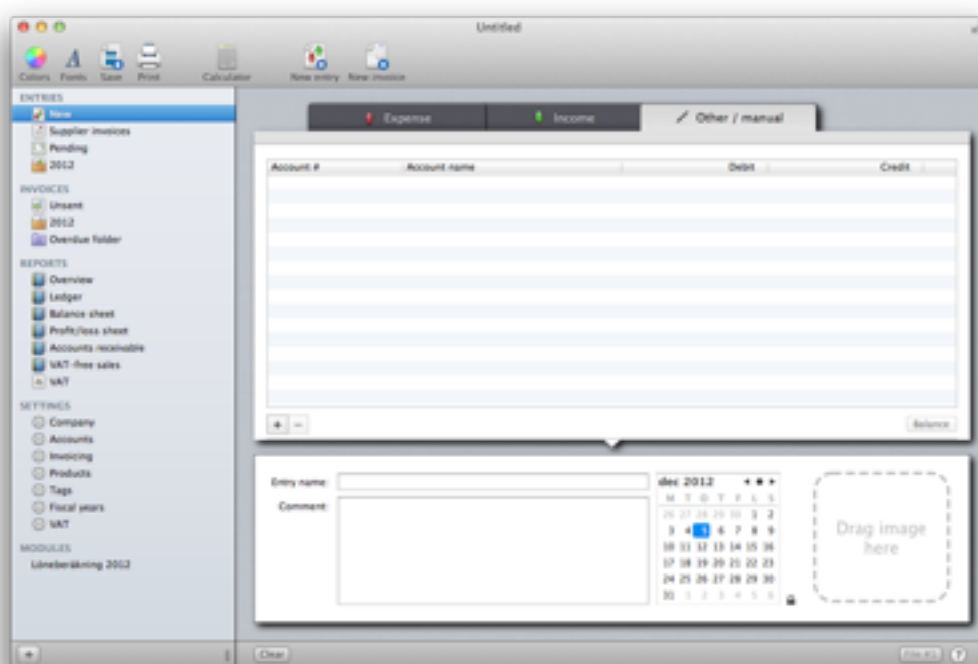 Untitled
Colors Fonts Save Print Calculator New entry New invoice
ENTRIES
New
Supplier invoices
Pending
2012
INVOICES
Unsent
2012
Overdue folder
REPORTS
Overview
Ledger
Balance sheet
Profit/loss sheet
Accounts receivable
VAT-free sales
VAT
SETTINGS
Company
Accounts
Invoicing
Products
Tags
Fiscal years
VAT
MODULES
Löneberäkning 2012
Expense Income Other / manual
Account # Account name Debit Credit
+ − Balance
Entry name:
Comment:
dec 2012
M T O T F L S
26 27 28 29 30 1 2
3 4 5 6 7 8 9
10 11 12 13 14 15 16
17 18 19 20 21 22 23
24 25 26 27 28 29 30
31 1 2 3 4 5 6
Drag image
here
+ Clear ?